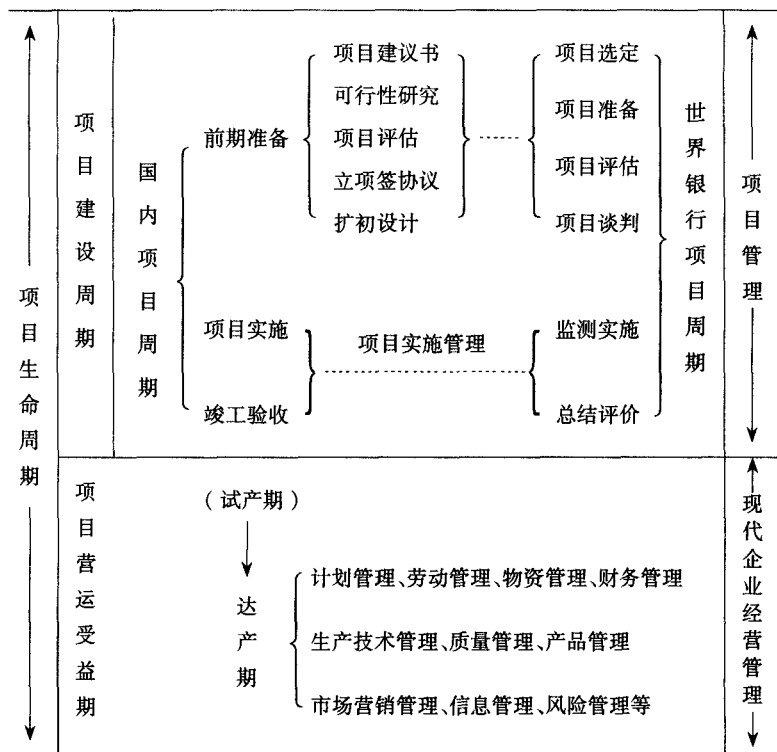 项目生命周期
项目建设周期
国内项目周期
前期准备
项目建议书
可行性研究
项目评估
立项签协议
扩初设计
项目选定
项目准备
项目评估
项目谈判
项目实施
竣工验收
项目实施管理
监测实施
总结评价
世界银行项目周期
项目管理
项目营运受益期
(试产期)
达产期
计划管理、劳动管理、物资管理、财务管理
生产技术管理、质量管理、产品管理
市场营销管理、信息管理、风险管理等
现代企业经营管理